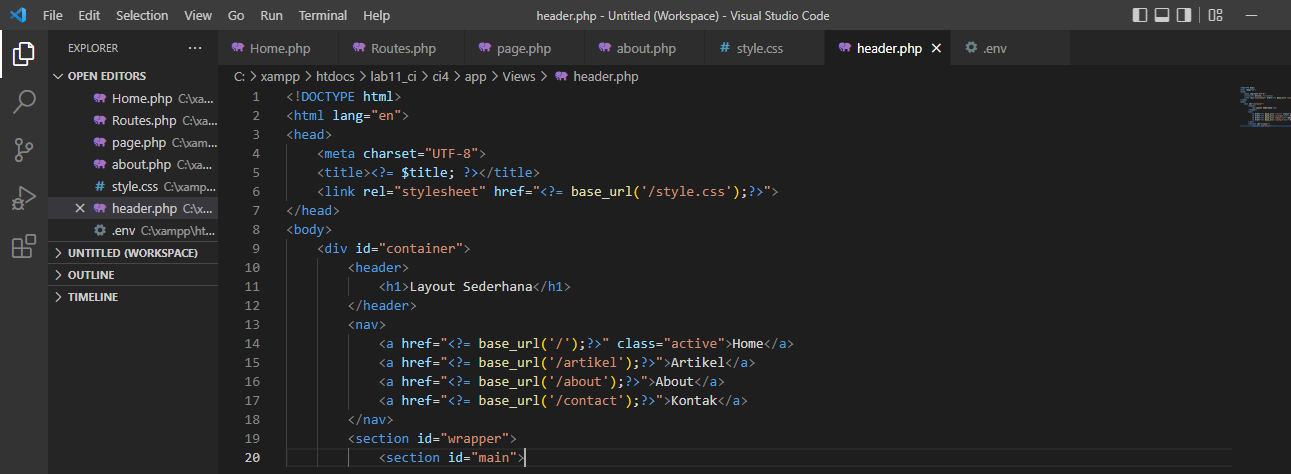 File Edit Selection View Go Run Terminal Help header.php - Untitled (Workspace) - Visual Studio Code
EXPLORER ...
Home.php Routes.php page.php about.php # style.css header.php .env
OPEN EDITORS
Home.php C:\xa...
Routes.php C:\xa...
page.php C:\xam...
about.php C:\xa...
# style.css C:\xamp...
header.php C:\x...
.env C:\xampp\ht...
UNTITLED (WORKSPACE)
OUTLINE
TIMELINE
C: > xampp > htdocs > lab11_ci > ci4 > app > Views > header.php
1 <!DOCTYPE html>
2 <html lang="en">
3 <head>
4 <meta charset="UTF-8">
5 <title><?= $title; ?></title>
6 <link rel="stylesheet" href="<?= base_url('/style.css');?>">
7 </head>
8 <body>
9 <div id="container">
10 <header>
11 <h1>Layout Sederhana</h1>
12 </header>
13 <nav>
14 <a href="<?= base_url('/');?>" class="active">Home</a>
15 <a href="<?= base_url('/artikel');?>">Artikel</a>
16 <a href="<?= base_url('/about');?>">About</a>
17 <a href="<?= base_url('/contact');?>">Kontak</a>
18 </nav>
19 <section id="wrapper">
20 <section id="main">